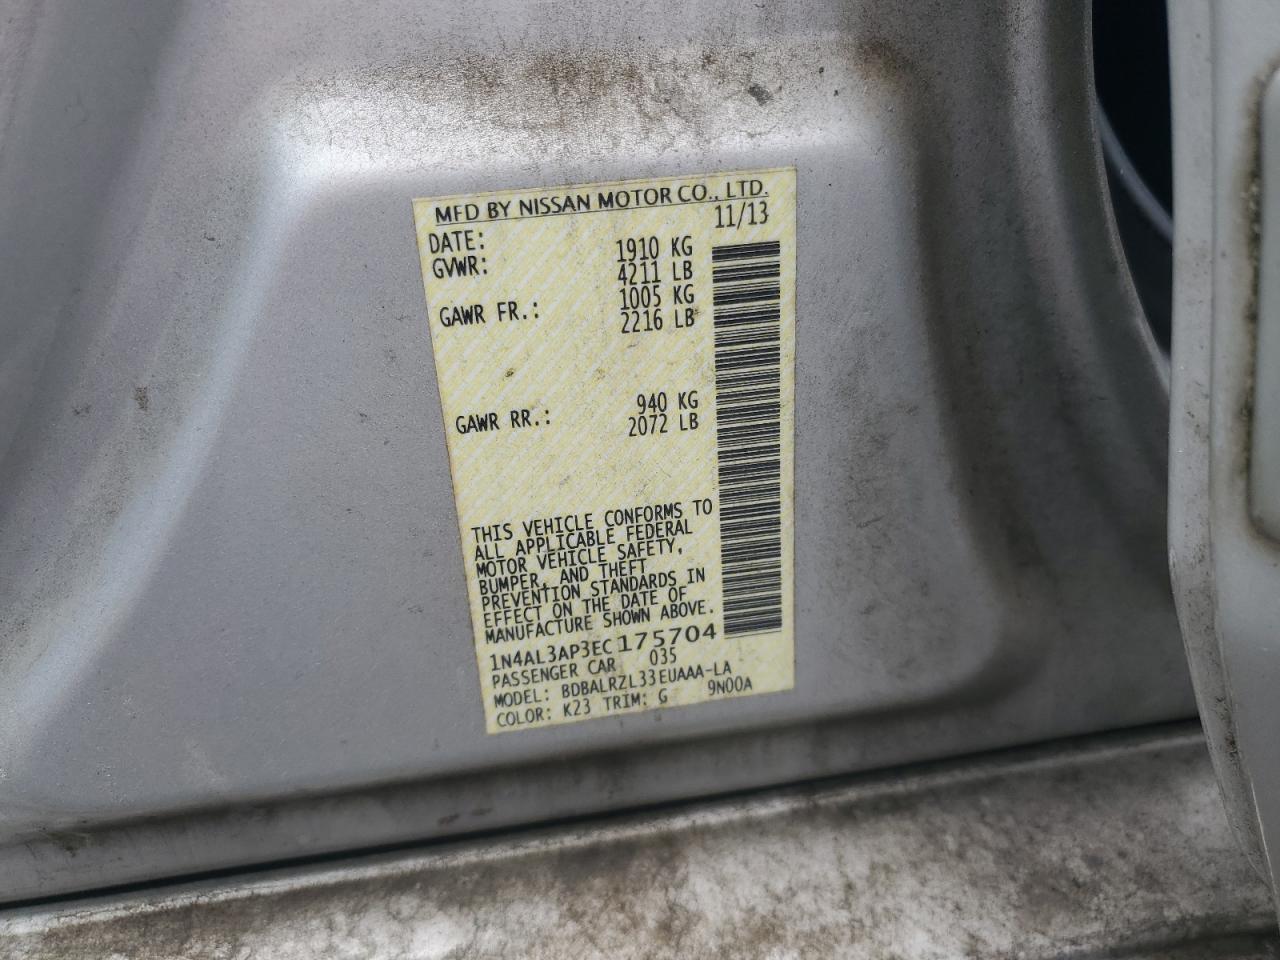 MFD BY NISSAN MOTOR CO., LTD.
DATE: 11/13
GVWR: 1910 KG
4211 LB
GAWR FR.: 1005 KG
2216 LB
GAWR RR.: 940 KG
2072 LB
THIS VEHICLE CONFORMS TO
ALL APPLICABLE FEDERAL
MOTOR VEHICLE SAFETY,
BUMPER, AND THEFT
PREVENTION STANDARDS IN
EFFECT ON THE DATE OF
MANUFACTURE SHOWN ABOVE.
1N4AL3AP3EC175704
PASSENGER CAR 035
MODEL: BDBALRZL33EUAAA-LA
COLOR: K23 TRIM: G 9N00A